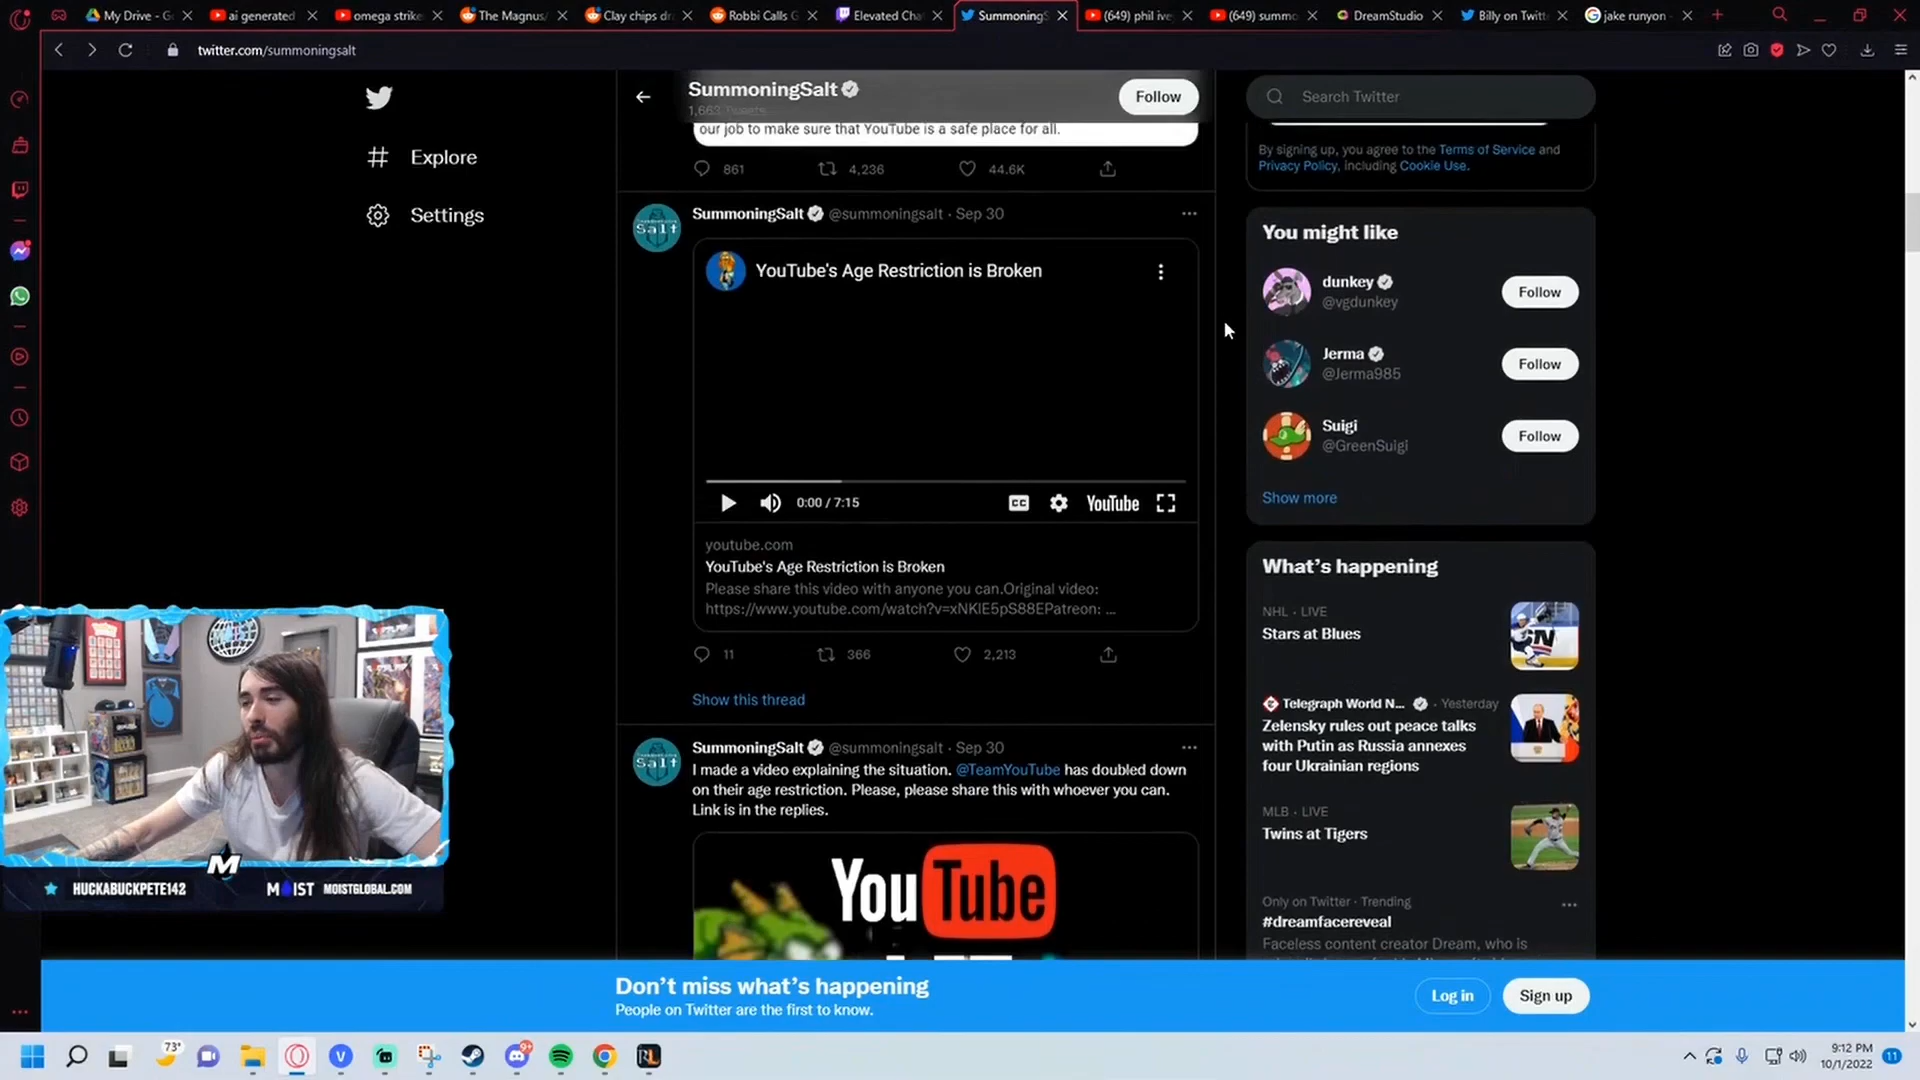 My Drive - G
ai generated
omega strike
The Magnus/
Clay chips dr
Robbi Calls G
Elevated Cha
SummoningS
(649) phil ive
(649) summo
DreamStudio
Billy on Twitt
jake runyon -
twitter.com/summoningsalt
Explore
Settings
SummoningSalt
1,663 Tweets
Follow
our job to make sure that YouTube is a safe place for all.
861
4,236
44.6K
SummoningSalt @summoningsalt · Sep 30
YouTube's Age Restriction is Broken
0:00 / 7:15
CC
YouTube
youtube.com
YouTube's Age Restriction is Broken
Please share this video with anyone you can.Original video:
https://www.youtube.com/watch?v=xNKlE5pS88EPatreon: ...
11
366
2,213
Show this thread
SummoningSalt @summoningsalt · Sep 30
I made a video explaining the situation. @TeamYouTube has doubled down
on their age restriction. Please, please share this with whoever you can.
Link is in the replies.
YouTube
Search Twitter
By signing up, you agree to the Terms of Service and
Privacy Policy, including Cookie Use.
You might like
dunkey
@vgdunkey
Follow
Jerma
@Jerma985
Follow
Suigi
@GreenSuigi
Follow
Show more
What's happening
NHL · LIVE
Stars at Blues
Telegraph World N... · Yesterday
Zelensky rules out peace talks
with Putin as Russia annexes
four Ukrainian regions
MLB · LIVE
Twins at Tigers
Only on Twitter · Trending
#dreamfacereveal
Faceless content creator Dream, who is
HUCKABUCKPETE142
MOIST
MOISTGLOBAL.COM
Don't miss what's happening
People on Twitter are the first to know.
Log in
Sign up
73°
9:12 PM
10/1/2022
11